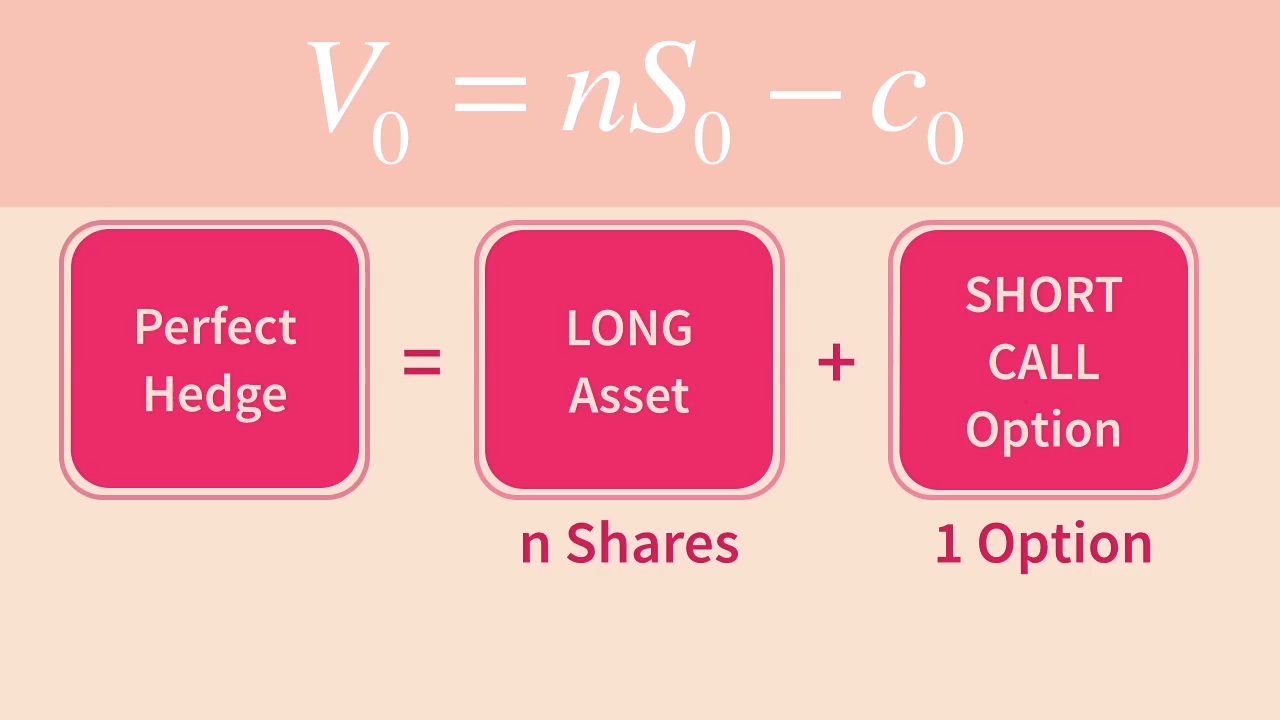 V₀ = nS₀ − c₀
Perfect
Hedge
=
LONG
Asset
+
SHORT
CALL
Option
n Shares
1 Option